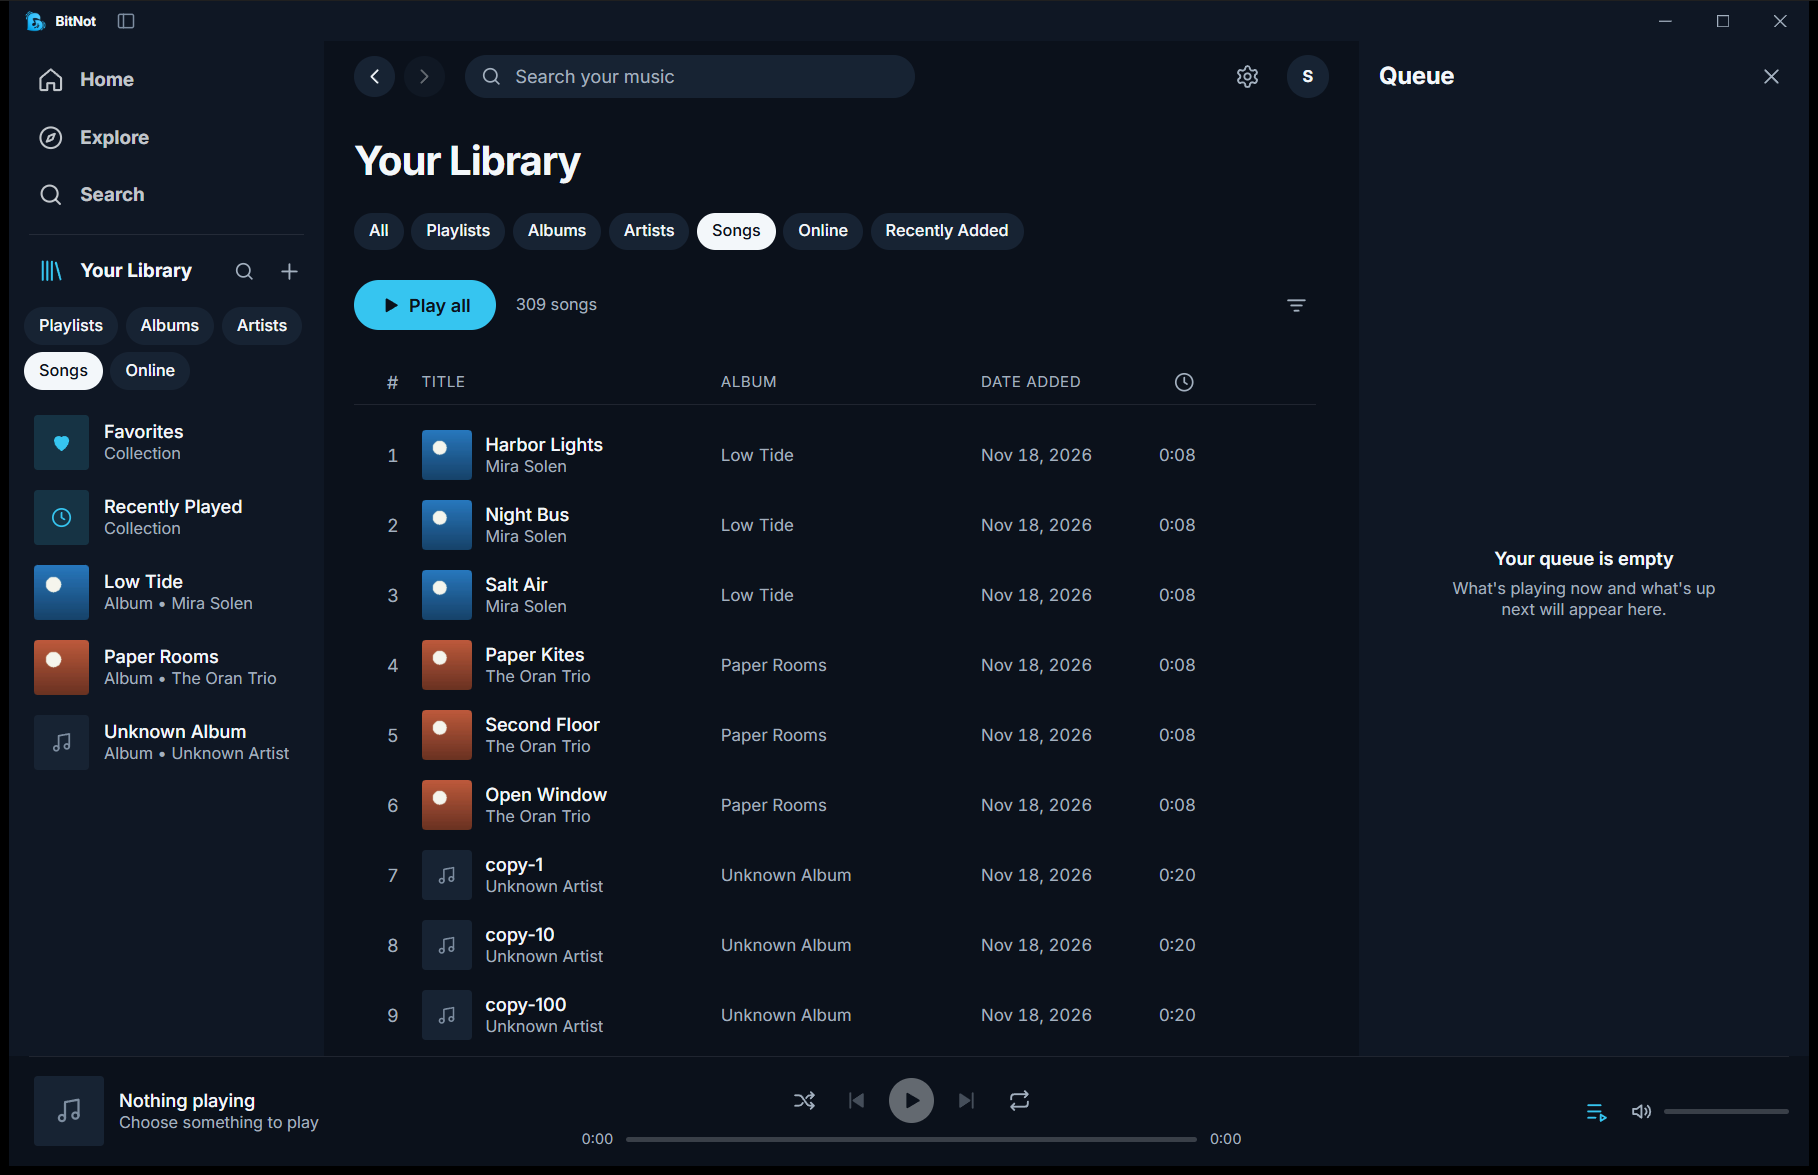 BitNot
Home
Explore
Search
Your Library
Playlists
Albums
Artists
Songs
Online
Favorites
Collection
Recently Played
Collection
Low Tide
Album • Mira Solen
Paper Rooms
Album • The Oran Trio
Unknown Album
Album • Unknown Artist
Search your music
S
Your Library
All
Playlists
Albums
Artists
Songs
Online
Recently Added
Play all
309 songs
# TITLE ALBUM DATE ADDED
1 Harbor Lights Low Tide Nov 18, 2026 0:08
Mira Solen
2 Night Bus Low Tide Nov 18, 2026 0:08
Mira Solen
3 Salt Air Low Tide Nov 18, 2026 0:08
Mira Solen
4 Paper Kites Paper Rooms Nov 18, 2026 0:08
The Oran Trio
5 Second Floor Paper Rooms Nov 18, 2026 0:08
The Oran Trio
6 Open Window Paper Rooms Nov 18, 2026 0:08
The Oran Trio
7 copy-1 Unknown Album Nov 18, 2026 0:20
Unknown Artist
8 copy-10 Unknown Album Nov 18, 2026 0:20
Unknown Artist
9 copy-100 Unknown Album Nov 18, 2026 0:20
Unknown Artist
Queue
Your queue is empty
What's playing now and what's up
next will appear here.
Nothing playing
Choose something to play
0:00
0:00